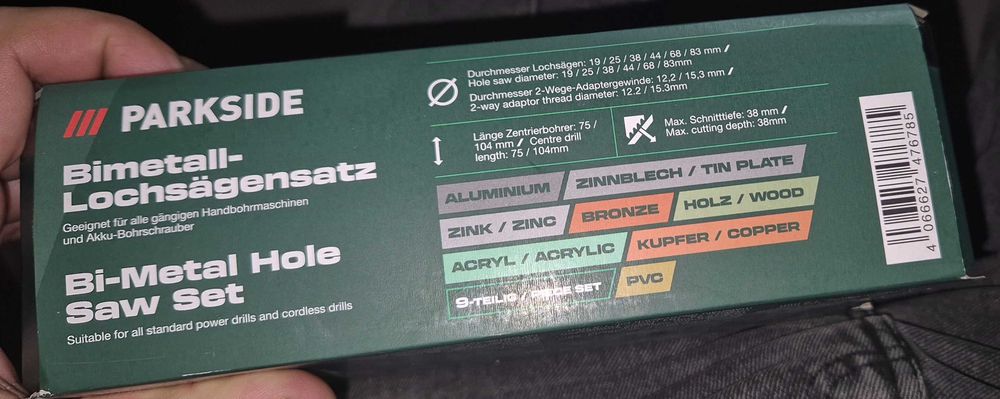 PARKSIDE
Bimetall-
Lochsägensatz
Geeignet für alle gängigen Handbohrmaschinen
und Akku-Bohrschrauber
Bi-Metal Hole
Saw Set
Suitable for all standard power drills and cordless drills
Durchmesser Lochsägen: 19 / 25 / 38 / 44 / 68 / 83 mm /
Hole saw diameter: 19 / 25 / 38 / 44 / 68 / 83mm
Durchmesser 2-Wege-Adaptergewinde: 12,2 / 15,3 mm /
2-way adaptor thread diameter: 12.2 / 15.3mm
Länge Zentrierbohrer: 75 /
104 mm / Centre drill
length: 75 / 104mm
Max. Schnitttiefe: 38 mm /
Max. cutting depth: 38mm
ALUMINIUM
ZINNBLECH / TIN PLATE
ZINK / ZINC
BRONZE
HOLZ / WOOD
ACRYL / ACRYLIC
KUPFER / COPPER
9-TEILIG / SET
PVC
4 066627 476785